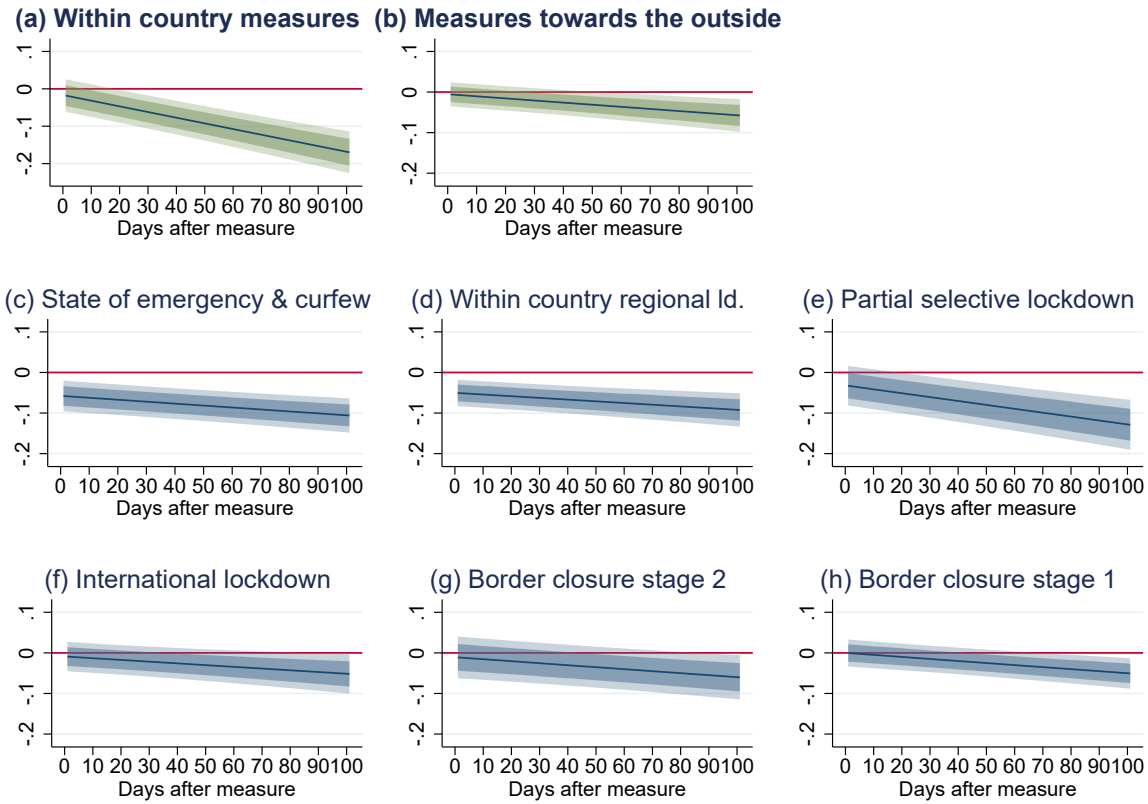 (a) Within country measures
.1
0
-.1
-.2
0 10 20 30 40 50 60 70 80 90100
Days after measure
(b) Measures towards the outside
.1
0
-.1
-.2
0 10 20 30 40 50 60 70 80 90100
Days after measure
(c) State of emergency & curfew
.1
0
-.1
-.2
0 10 20 30 40 50 60 70 80 90100
Days after measure
(d) Within country regional ld.
.1
0
-.1
-.2
0 10 20 30 40 50 60 70 80 90100
Days after measure
(e) Partial selective lockdown
.1
0
-.1
-.2
0 10 20 30 40 50 60 70 80 90100
Days after measure
(f) International lockdown
.1
0
-.1
-.2
0 10 20 30 40 50 60 70 80 90100
Days after measure
(g) Border closure stage 2
.1
0
-.1
-.2
0 10 20 30 40 50 60 70 80 90100
Days after measure
(h) Border closure stage 1
.1
0
-.1
-.2
0 10 20 30 40 50 60 70 80 90100
Days after measure